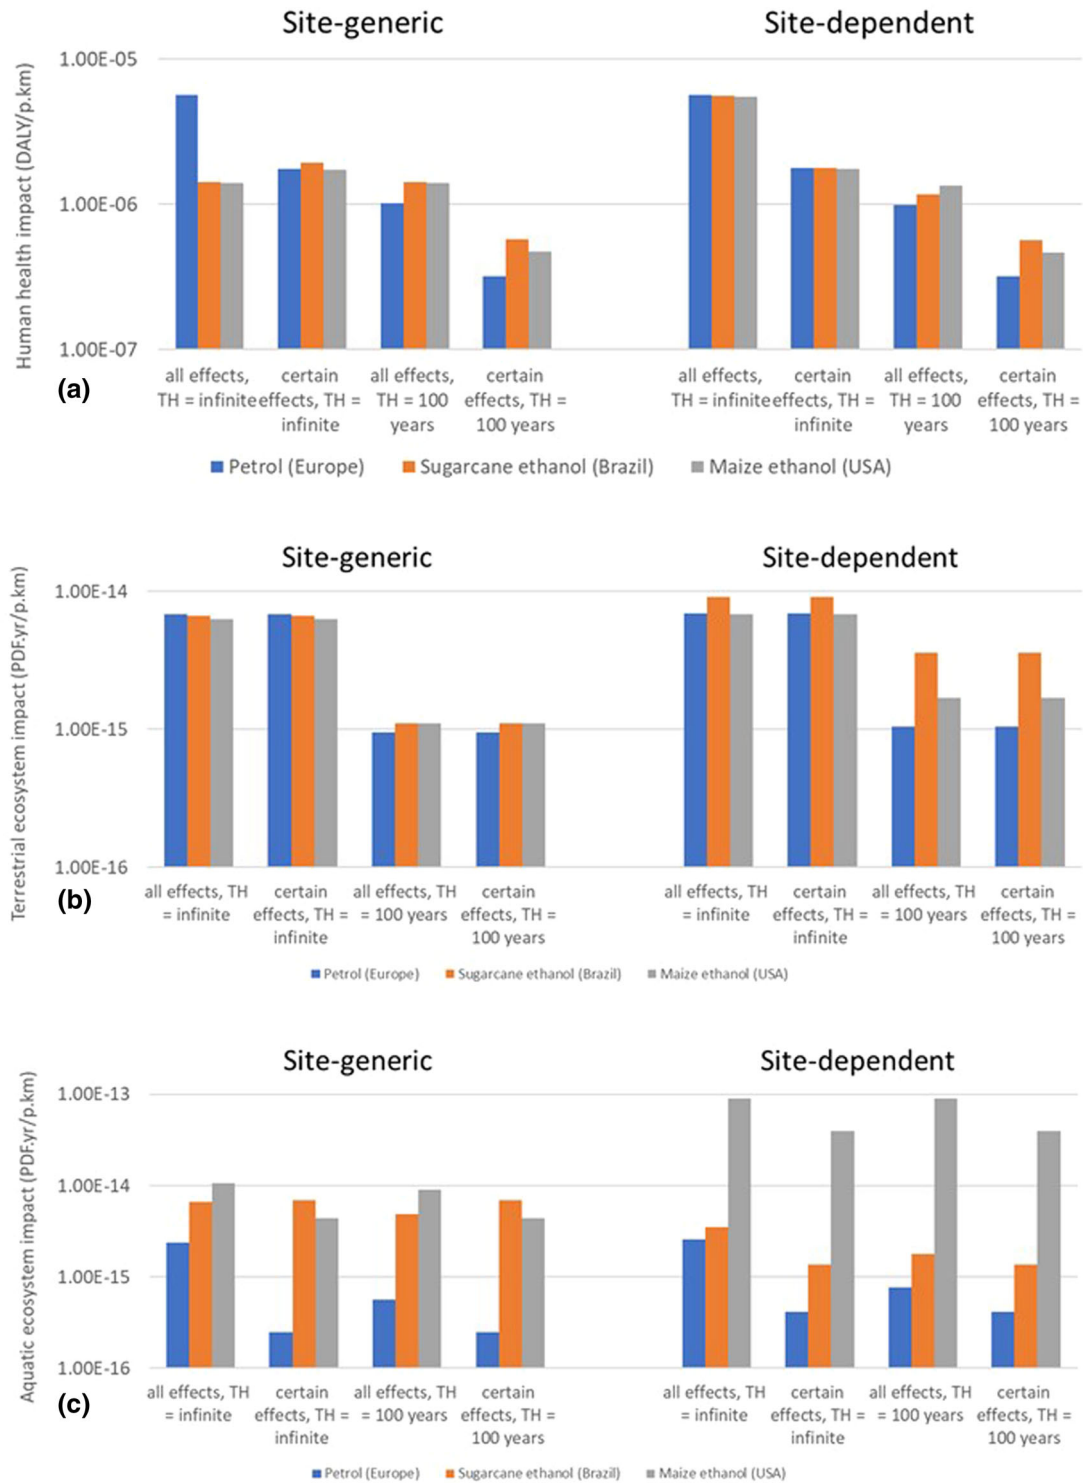 Site-generic
Site-dependent
Human health impact (DALY/p.km)
1.00E-05
1.00E-06
1.00E-07
all effects, certain all effects, certain
TH = infinite effects, TH = TH = 100 effects, TH =
infinite years 100 years
all effects, certain all effects, certain
TH = infinite effects, TH = TH = 100 effects, TH =
infinite years 100 years
(a)
Petrol (Europe) Sugarcane ethanol (Brazil) Maize ethanol (USA)
Site-generic
Site-dependent
Terrestrial ecosystem impact (PDF.yr/p.km)
1.00E-14
1.00E-15
1.00E-16
all effects, TH certain all effects, TH certain
= infinite effects, TH = = 100 years effects, TH =
infinite 100 years
all effects, TH certain all effects, TH certain
= infinite effects, TH = = 100 years effects, TH =
infinite 100 years
(b)
Petrol (Europe) Sugarcane ethanol (Brazil) Maize ethanol (USA)
Site-generic
Site-dependent
Aquatic ecosystem impact (PDF.yr/p.km)
1.00E-13
1.00E-14
1.00E-15
1.00E-16
all effects, TH certain all effects, TH certain
= infinite effects, TH = = 100 years effects, TH =
infinite 100 years
all effects, TH certain all effects, TH certain
= infinite effects, TH = = 100 years effects, TH =
infinite 100 years
(c)
Petrol (Europe) Sugarcane ethanol (Brazil) Maize ethanol (USA)